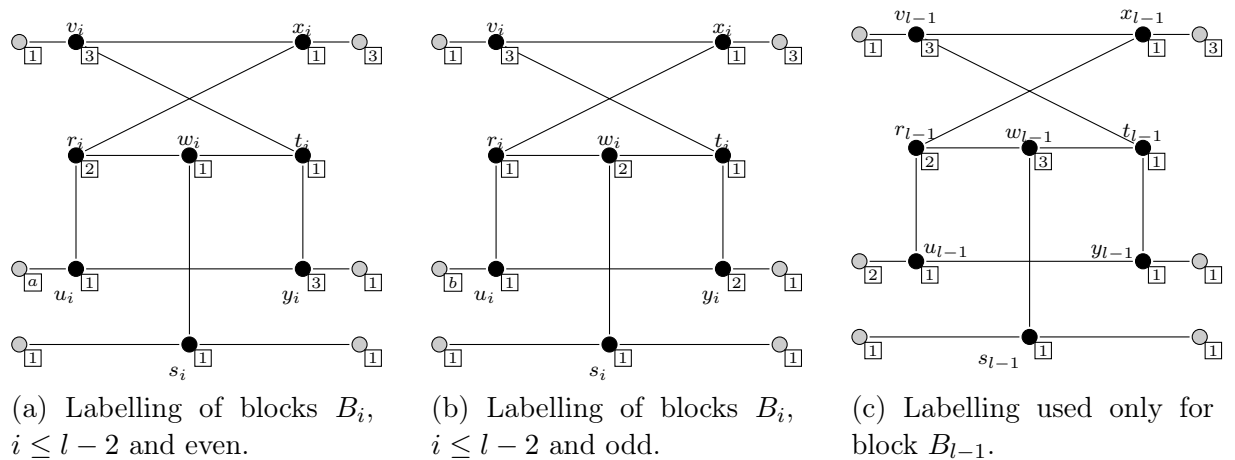 v_i x_i
1 3 1 3
r_i w_i t_i
2 1 1
a 1 3 1
u_i y_i
1 1 1
s_i
(a) Labelling of blocks B_i,
i ≤ l − 2 and even.
v_i x_i
1 3 1 3
r_i w_i t_i
1 2 1
b 1 2 1
u_i y_i
1 1 1
s_i
(b) Labelling of blocks B_i,
i ≤ l − 2 and odd.
v_{l−1} x_{l−1}
1 3 1 3
r_{l−1} w_{l−1} t_{l−1}
2 3 1
u_{l−1} y_{l−1}
2 1 1 1
1 1 1
s_{l−1}
(c) Labelling used only for
block B_{l−1}.